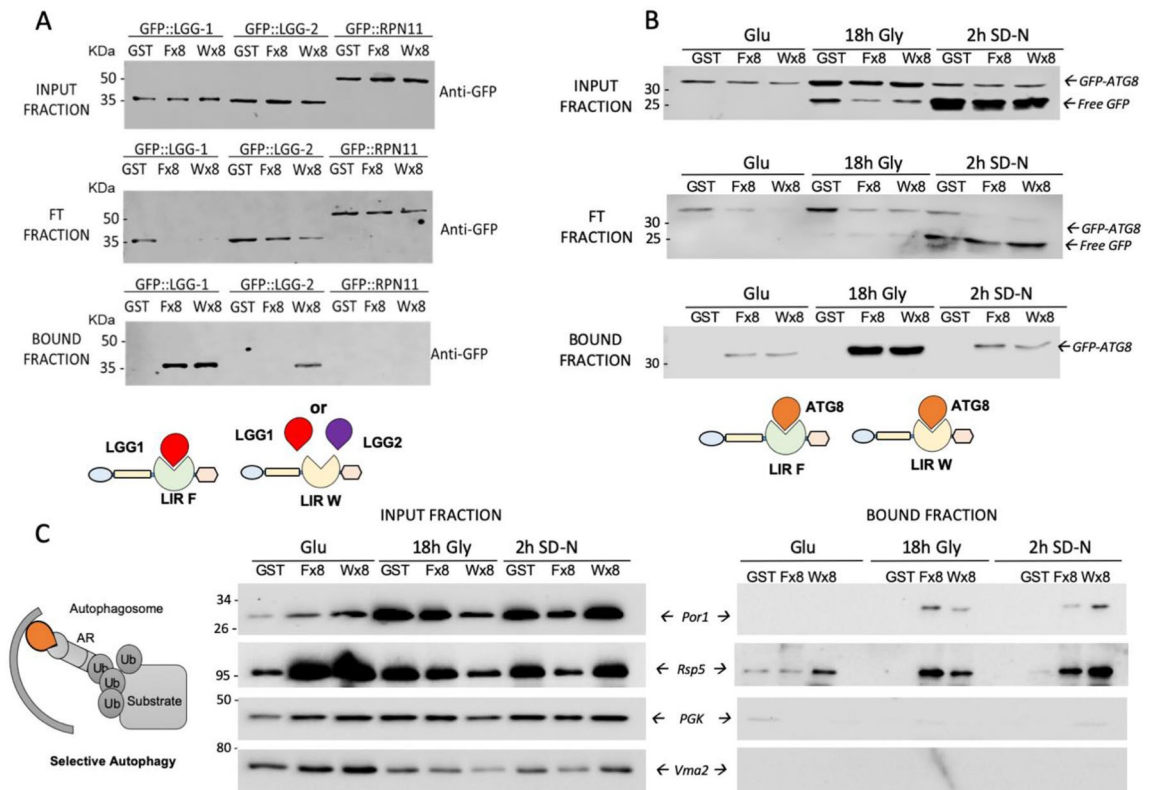 A
GFP::LGG-1 GFP::LGG-2 GFP::RPN11
KDa GST Fx8 Wx8 GST Fx8 Wx8 GST Fx8 Wx8
INPUT
FRACTION
50 -
35 -
Anti-GFP
GFP::LGG-1 GFP::LGG-2 GFP::RPN11
GST Fx8 Wx8 GST Fx8 Wx8 GST Fx8 Wx8
KDa
FT
FRACTION
50 -
35 -
Anti-GFP
GFP::LGG-1 GFP::LGG-2 GFP::RPN11
GST Fx8 Wx8 GST Fx8 Wx8 GST Fx8 Wx8
KDa
BOUND
FRACTION
50 -
35 -
Anti-GFP
LGG1
LIR F
or
LGG1
LGG2
LIR W
B
Glu 18h Gly 2h SD-N
GST Fx8 Wx8 GST Fx8 Wx8 GST Fx8 Wx8
INPUT
FRACTION
30 -
25 -
← GFP-ATG8
← Free GFP
Glu 18h Gly 2h SD-N
GST Fx8 Wx8 GST Fx8 Wx8 GST Fx8 Wx8
FT
FRACTION
30 -
25 -
← GFP-ATG8
← Free GFP
Glu 18h Gly 2h SD-N
GST Fx8 Wx8 GST Fx8 Wx8 GST Fx8 Wx8
BOUND
FRACTION
30 -
← GFP-ATG8
ATG8
LIR F
ATG8
LIR W
C
Autophagosome
AR
Ub
Ub
Ub
Ub
Substrate
Selective Autophagy
INPUT FRACTION
Glu 18h Gly 2h SD-N
GST Fx8 Wx8 GST Fx8 Wx8 GST Fx8 Wx8
34 -
26 -
95 -
50 -
80 -
BOUND FRACTION
Glu 18h Gly 2h SD-N
GST Fx8 Wx8 GST Fx8 Wx8 GST Fx8 Wx8
← Por1 →
← Rsp5 →
← PGK →
← Vma2 →